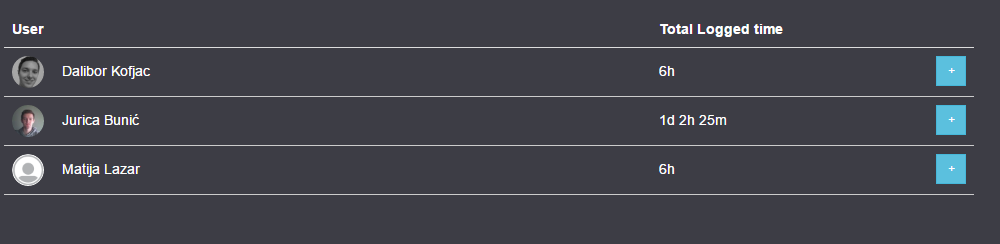 User Total Logged time
Dalibor Kofjac 6h +
Jurica Bunić 1d 2h 25m +
Matija Lazar 6h +